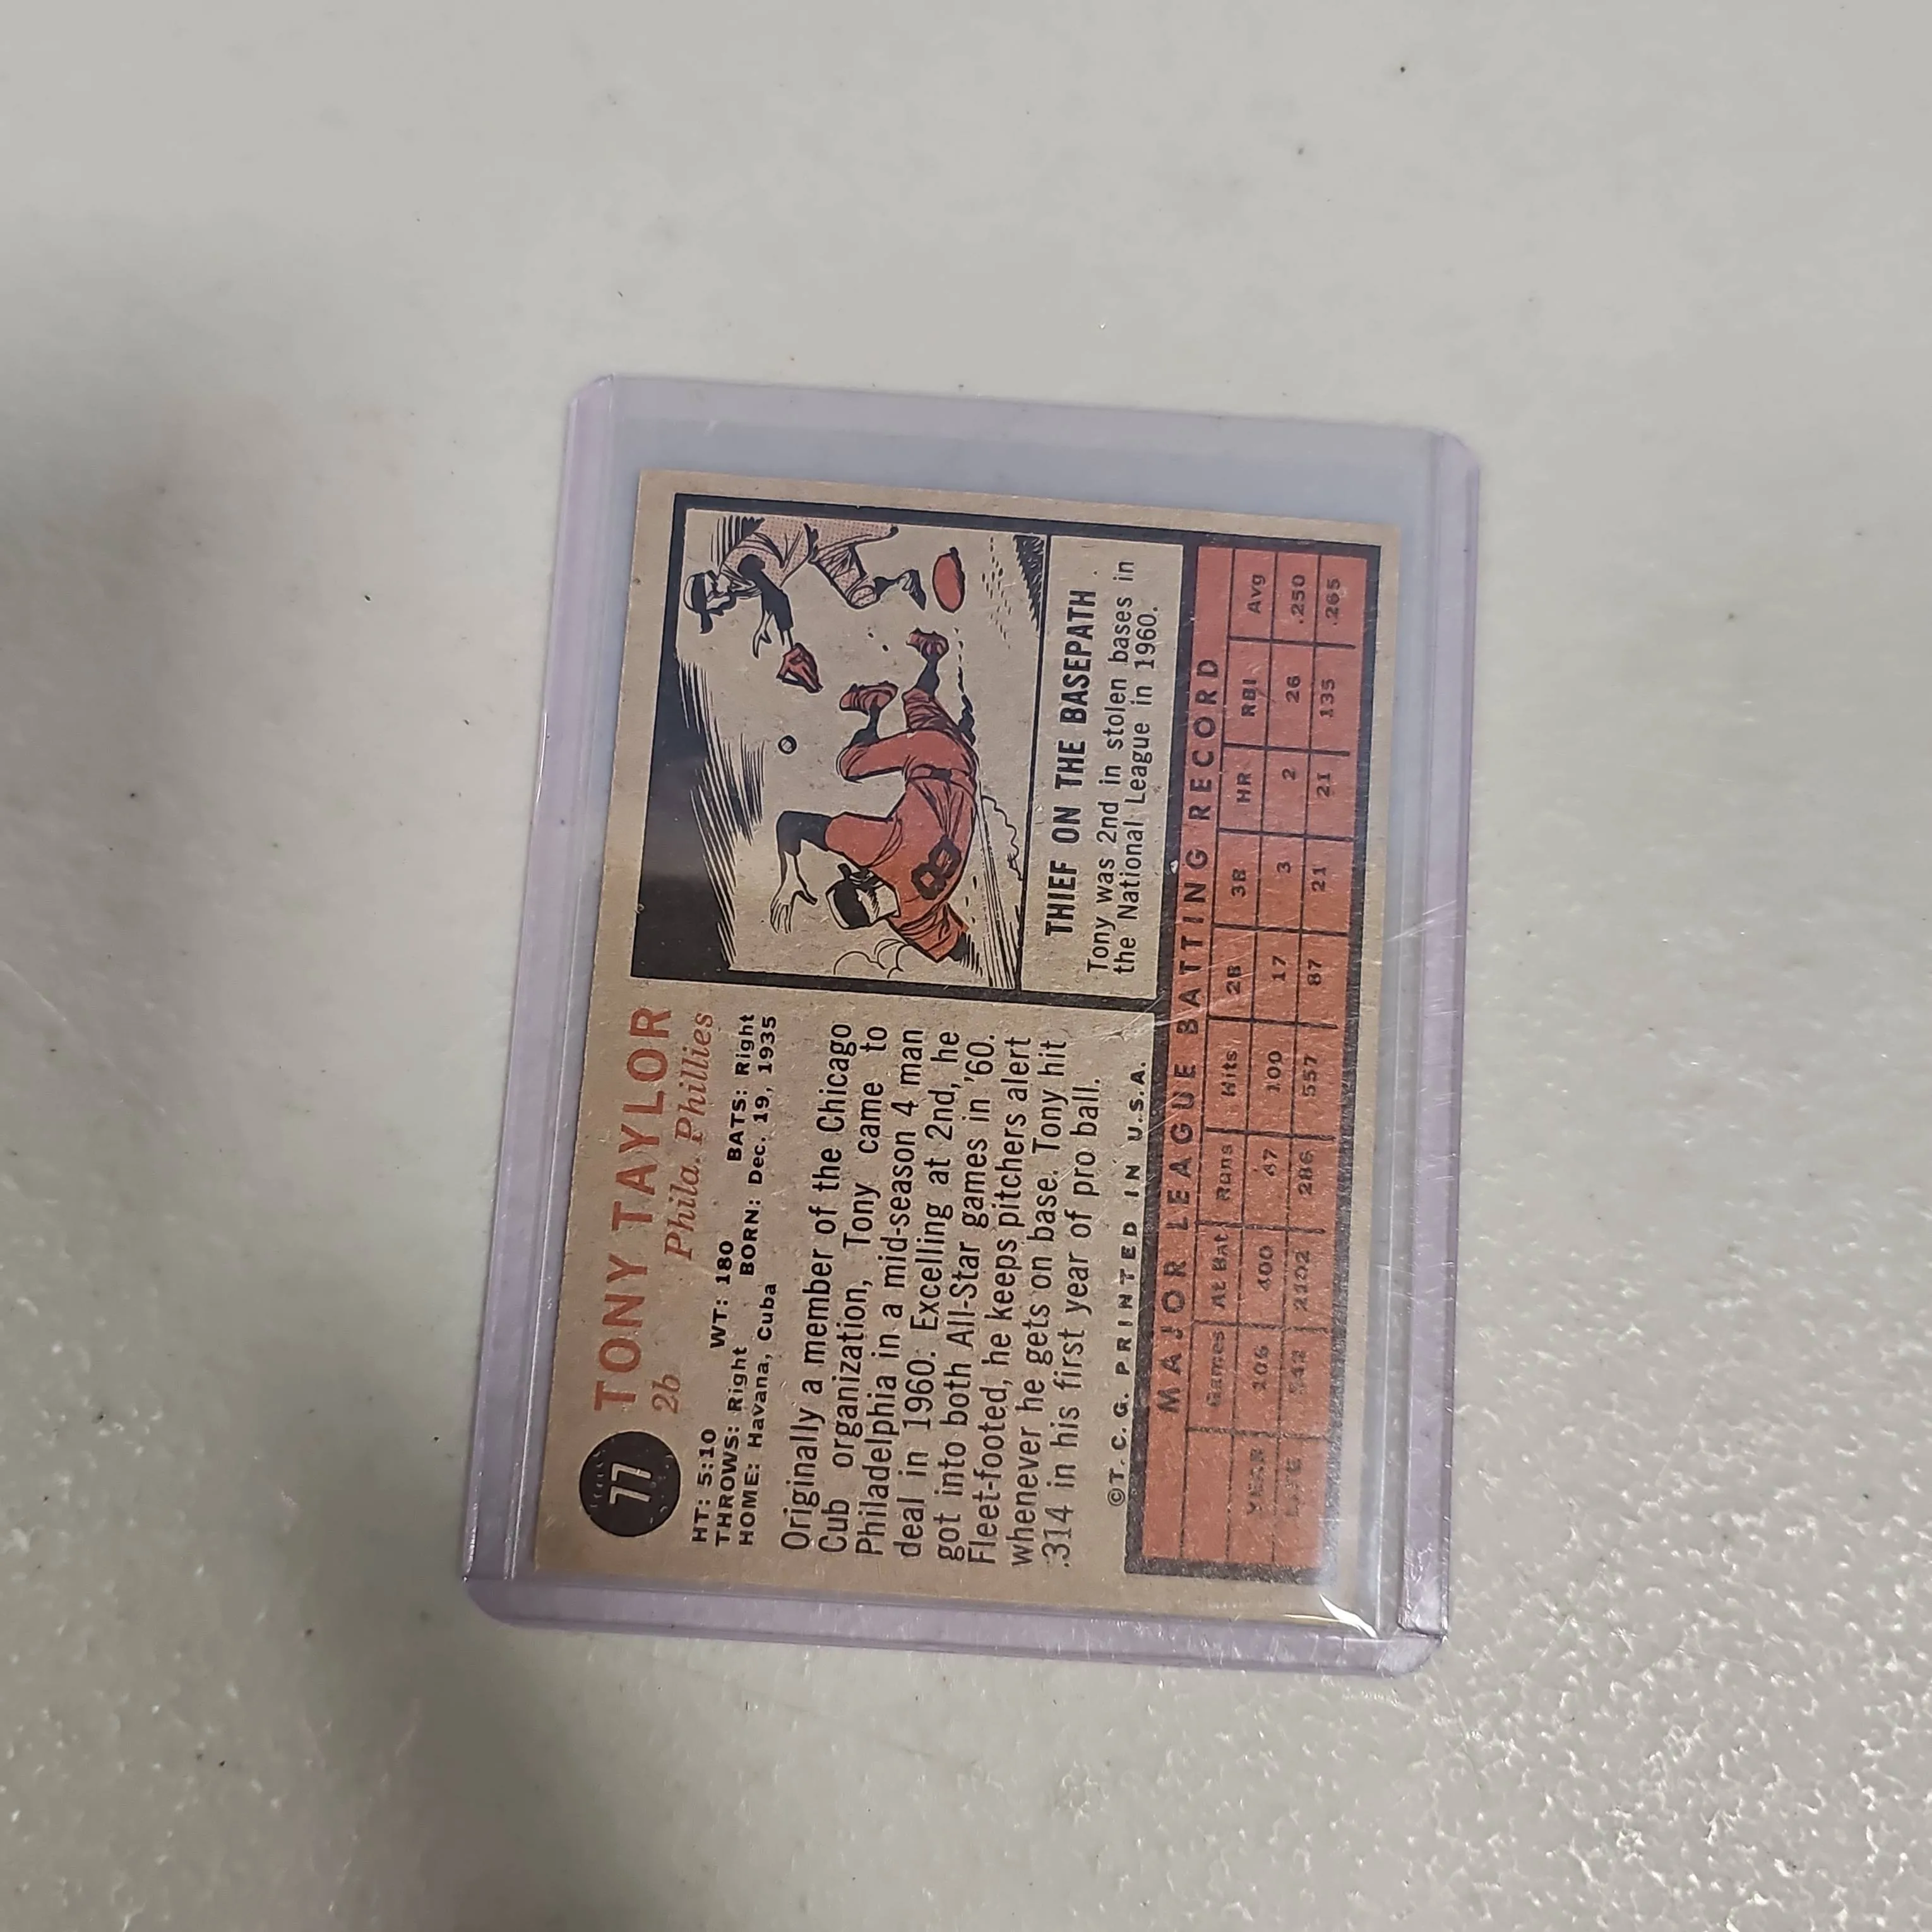 77
TONY TAYLOR
2b Phila. Phillies
HT: 5:10 WT: 180 BATS: Right
THROWS: Right BORN: Dec. 19, 1935
HOME: Havana, Cuba
Originally a member of the Chicago
Cub organization, Tony came to
Philadelphia in a mid-season 4 man
deal in 1960. Excelling at 2nd, he
got into both All-Star games in '60.
Fleet-footed, he keeps pitchers alert
whenever he gets on base. Tony hit
.314 in his first year of pro ball.
©T. C. G. PRINTED IN U.S.A.
8
THIEF ON THE BASEPATH
Tony was 2nd in stolen bases in
the National League in 1960.
MAJOR LEAGUE BATTING RECORD
Games At Bat Runs Hits 2B 3B HR RBI Avg
YEAR 106 400 47 100 17 3 2 26 .250
LIFE 542 2102 286 557 87 21 21 135 .265